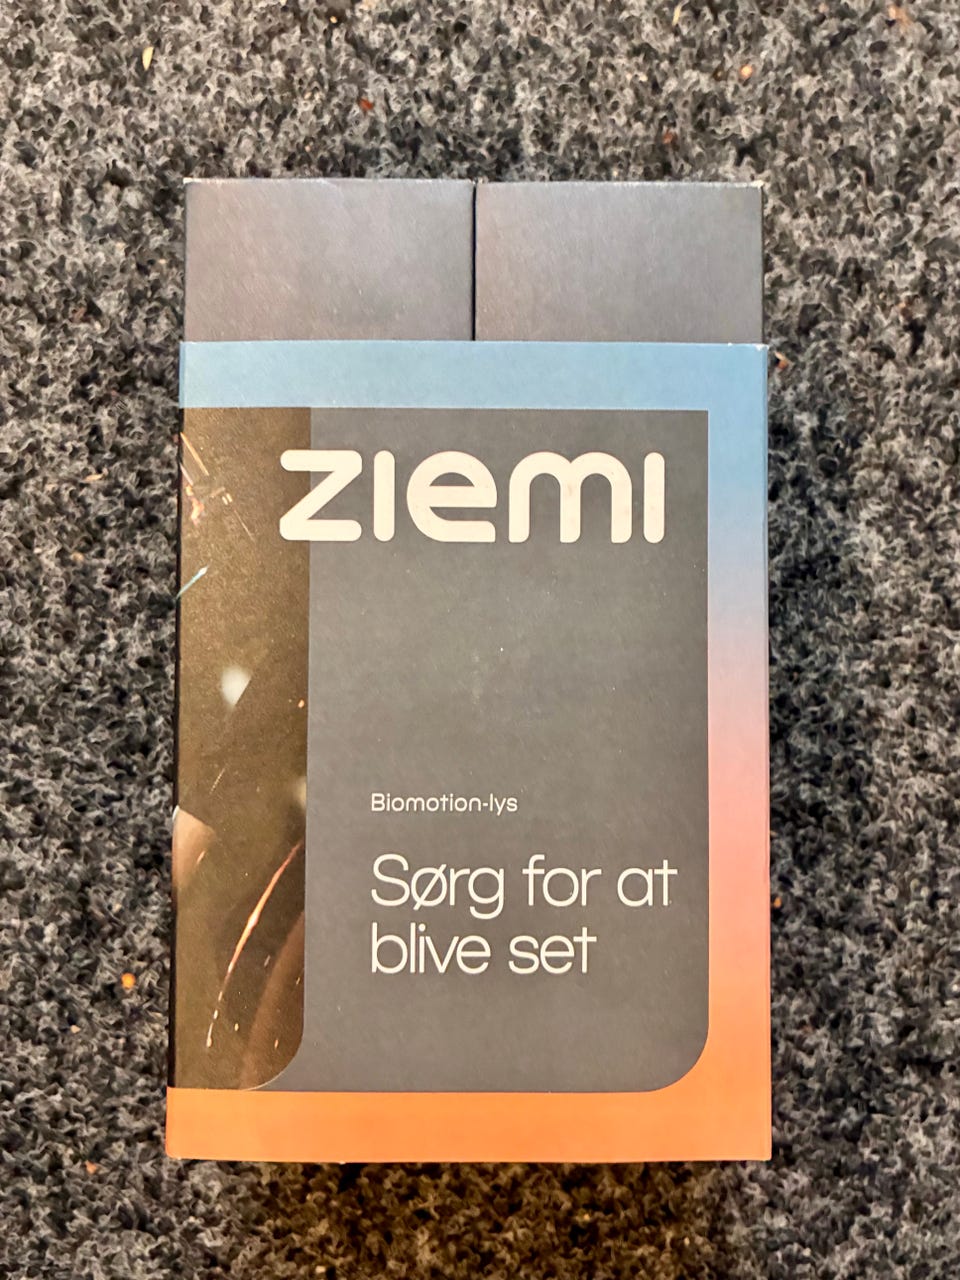 ziemi
Biomotion-lys
Sørg for at
blive set